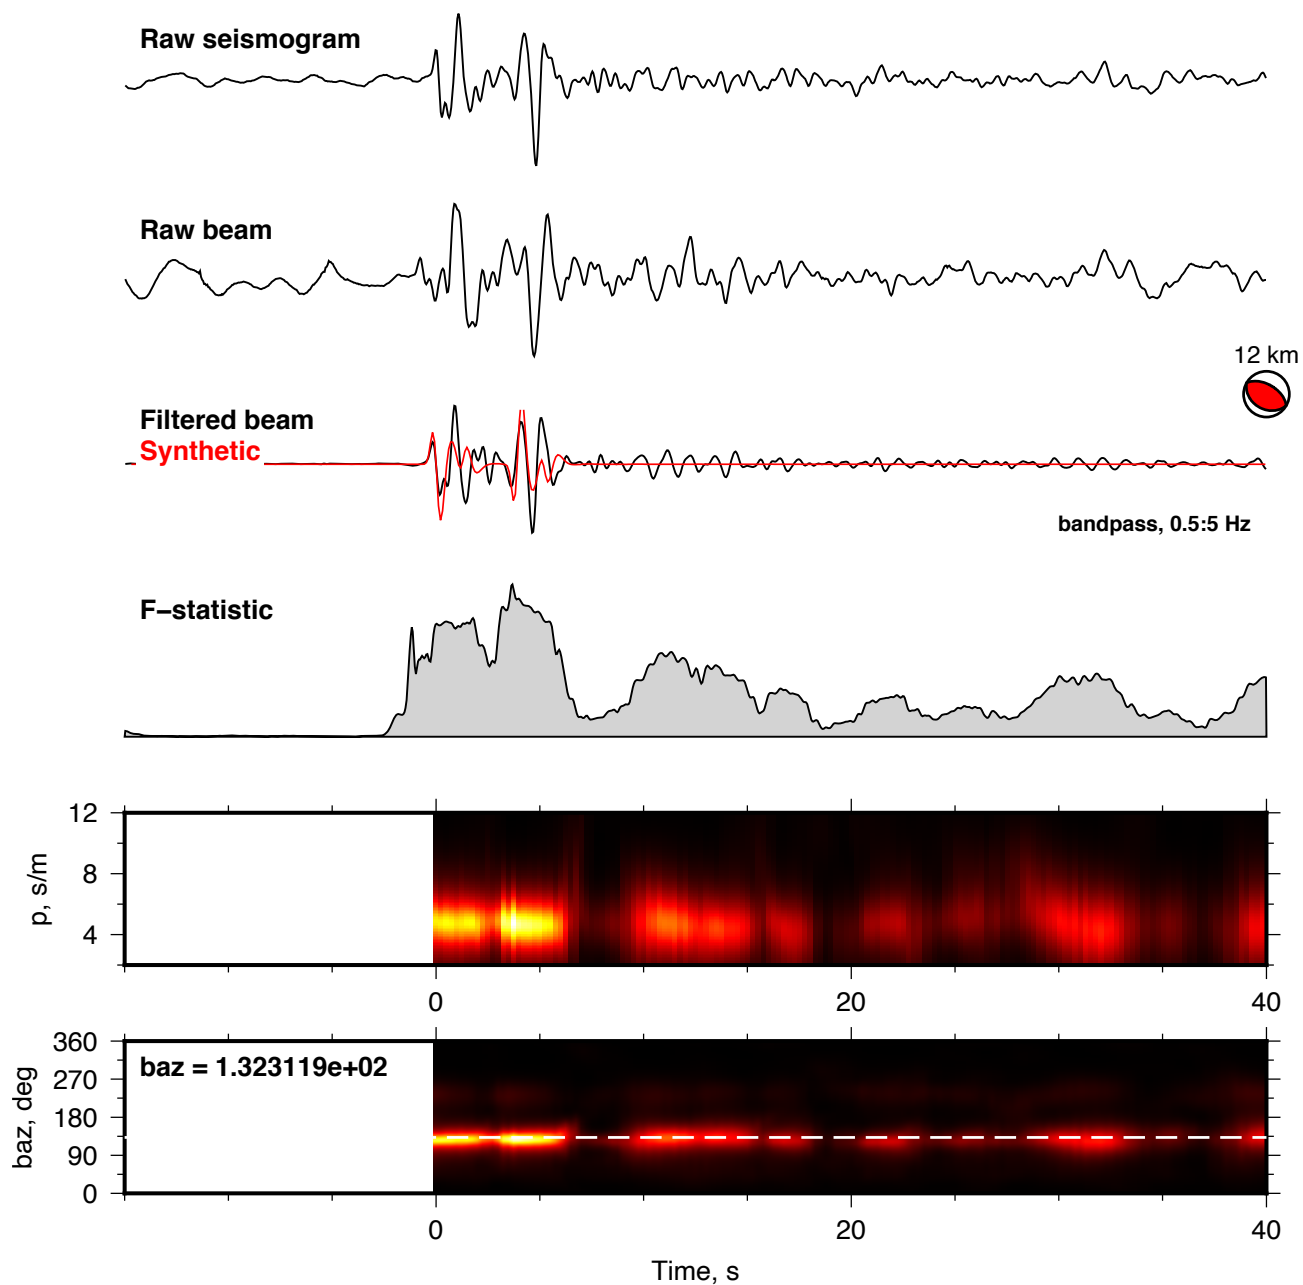 Raw seismogram
Raw beam
12 km
Filtered beam
Synthetic
bandpass, 0.5:5 Hz
F−statistic
12
8
4
p, s/m
0 20 40
360
270
180
90
0
baz, deg
baz = 1.323119e+02
0 20 40
Time, s